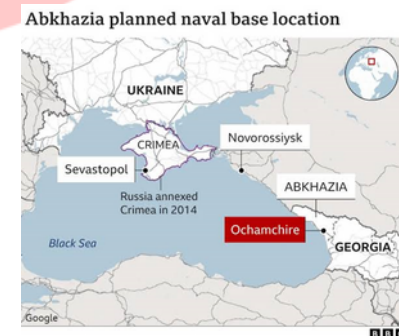 Abkhazia planned naval base location
UKRAINE
CRIMEA
Novorossiysk
Sevastopol
Russia annexed
Crimea in 2014
ABKHAZIA
Ochamchire
Black Sea
GEORGIA
Google
BBC